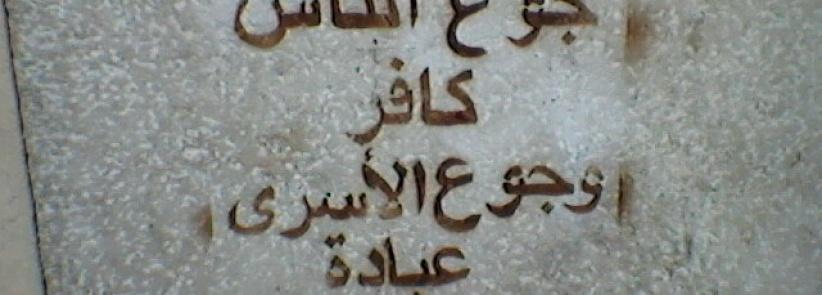 جوع الناس
كافر
وجوع الأسرى
عبادة